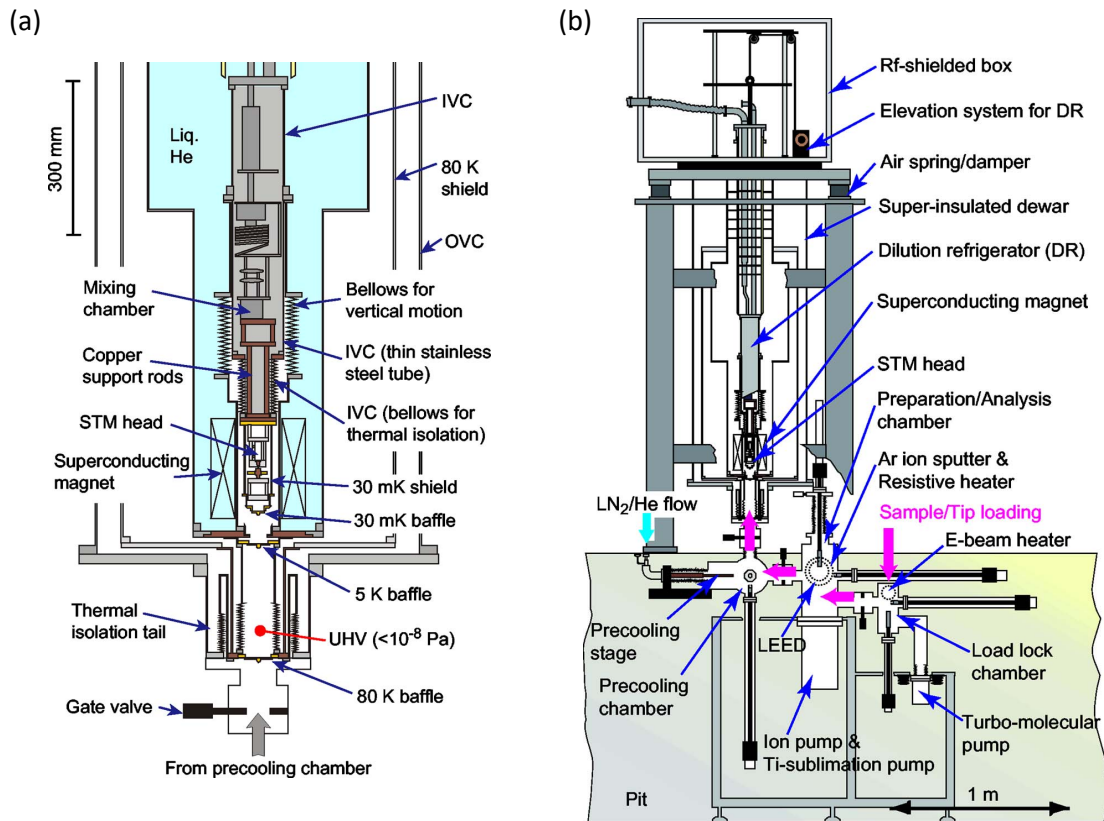 (a)
300 mm
Liq.
He
IVC
80 K
shield
OVC
Mixing
chamber
Bellows for
vertical motion
Copper
support rods
IVC (thin stainless
steel tube)
STM head
IVC (bellows for
thermal isolation)
Superconducting
magnet
30 mK shield
30 mK baffle
5 K baffle
Thermal
isolation tail
UHV (<10⁻⁸ Pa)
80 K baffle
Gate valve
From precooling chamber
(b)
Rf-shielded box
Elevation system for DR
Air spring/damper
Super-insulated dewar
Dilution refrigerator (DR)
Superconducting magnet
STM head
Preparation/Analysis
chamber
Ar ion sputter &
Resistive heater
LN₂/He flow
Sample/Tip loading
E-beam heater
Precooling
stage
LEED
Load lock
chamber
Precooling
chamber
Turbo-molecular
pump
Ion pump &
Ti-sublimation pump
Pit
1 m